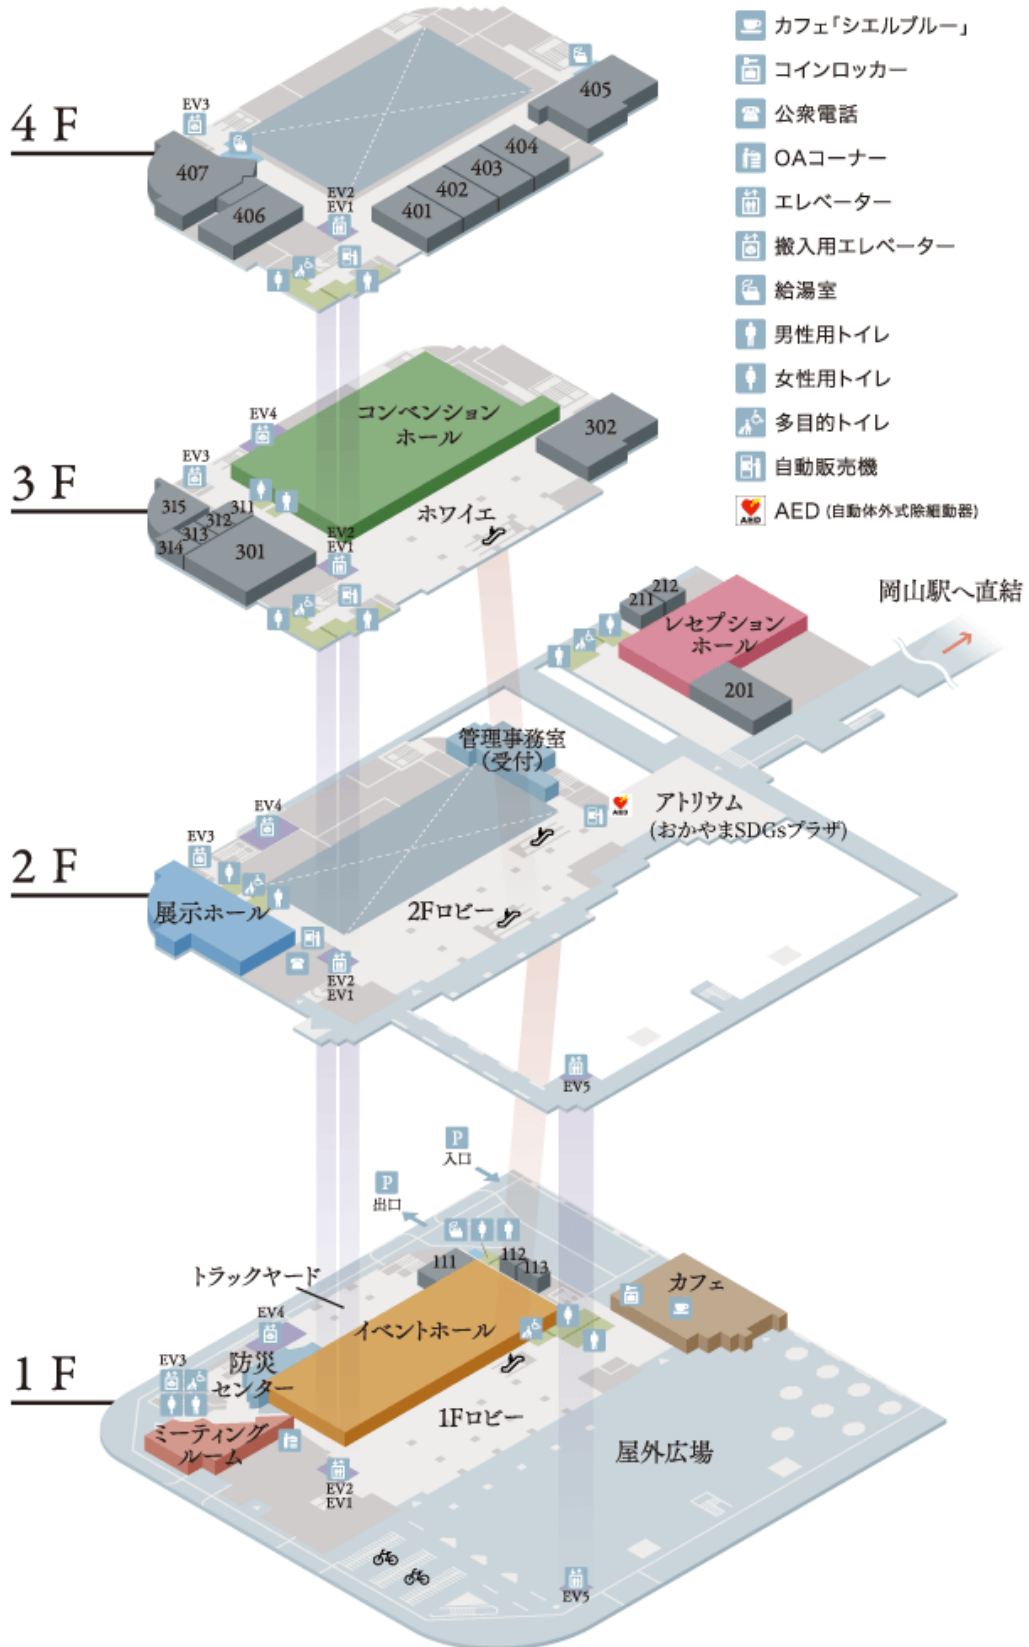 カフェ「シエルブルー」
コインロッカー
公衆電話
OAコーナー
エレベーター
搬入用エレベーター
給湯室
男性用トイレ
女性用トイレ
多目的トイレ
自動販売機
AED
AED (自動体外式除細動器)
4 F
EV3
405
404
403
402
401
407
406
EV2
EV1
3 F
コンベンション
ホール
EV4
EV3
302
315
311
312
313
314
301
ホワイエ
EV2
EV1
岡山駅へ直結
212
211
レセプション
ホール
201
2 F
管理事務室
(受付)
AED
アトリウム
(おかやまSDGsプラザ)
EV4
EV3
展示ホール
2Fロビー
EV2
EV1
EV5
1 F
P
入口
P
出口
111
112
113
トラックヤード
カフェ
イベントホール
EV4
EV3
防災
センター
1Fロビー
ミーティング
ルーム
屋外広場
EV2
EV1
EV5